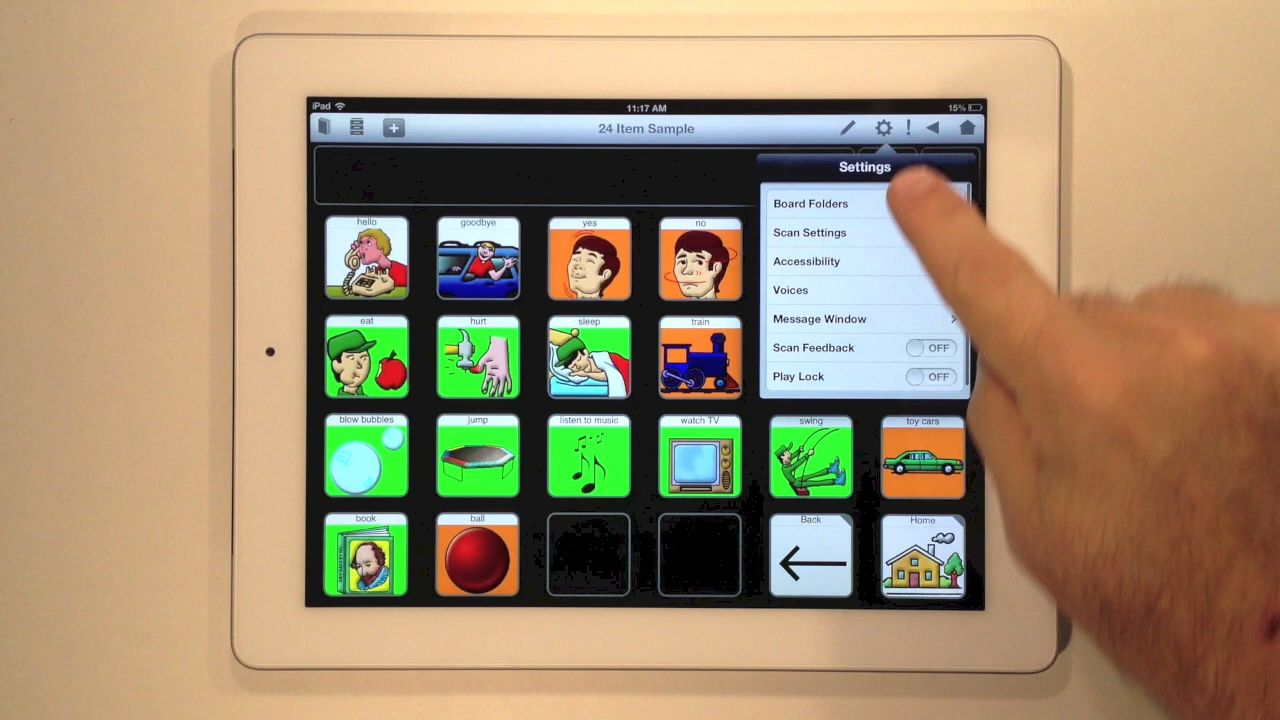 iPad 11:17 AM 15%
24 Item Sample
Settings
Board Folders
Scan Settings
Accessibility
Voices
Message Window
Scan Feedback OFF
Play Lock OFF
hello goodbye yes no
eat hurt sleep train
blow bubbles jump listen to music watch TV swing toy cars
book ball Back Home